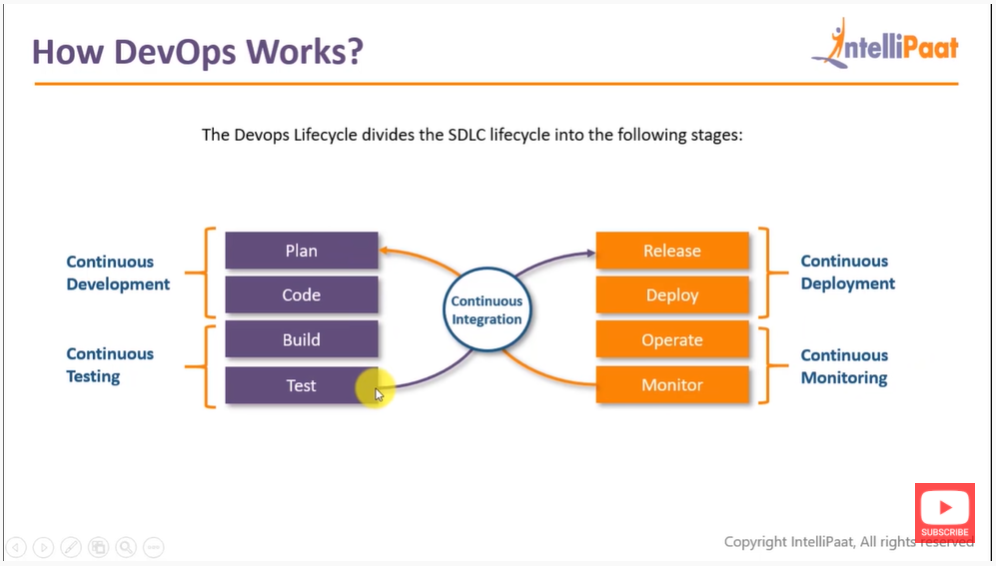 How DevOps Works?
IntelliPaat
The Devops Lifecycle divides the SDLC lifecycle into the following stages:
Continuous
Development
Continuous
Testing
Plan
Code
Build
Test
Continuous
Integration
Release
Deploy
Operate
Monitor
Continuous
Deployment
Continuous
Monitoring
SUBSCRIBE
Copyright IntelliPaat, All rights reserved